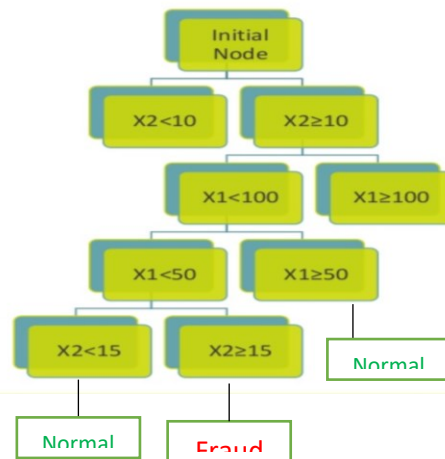 Initial
Node
X2<10
X2≥10
X1<100
X1≥100
X1<50
X1≥50
X2<15
X2≥15
Normal
Normal
Fraud